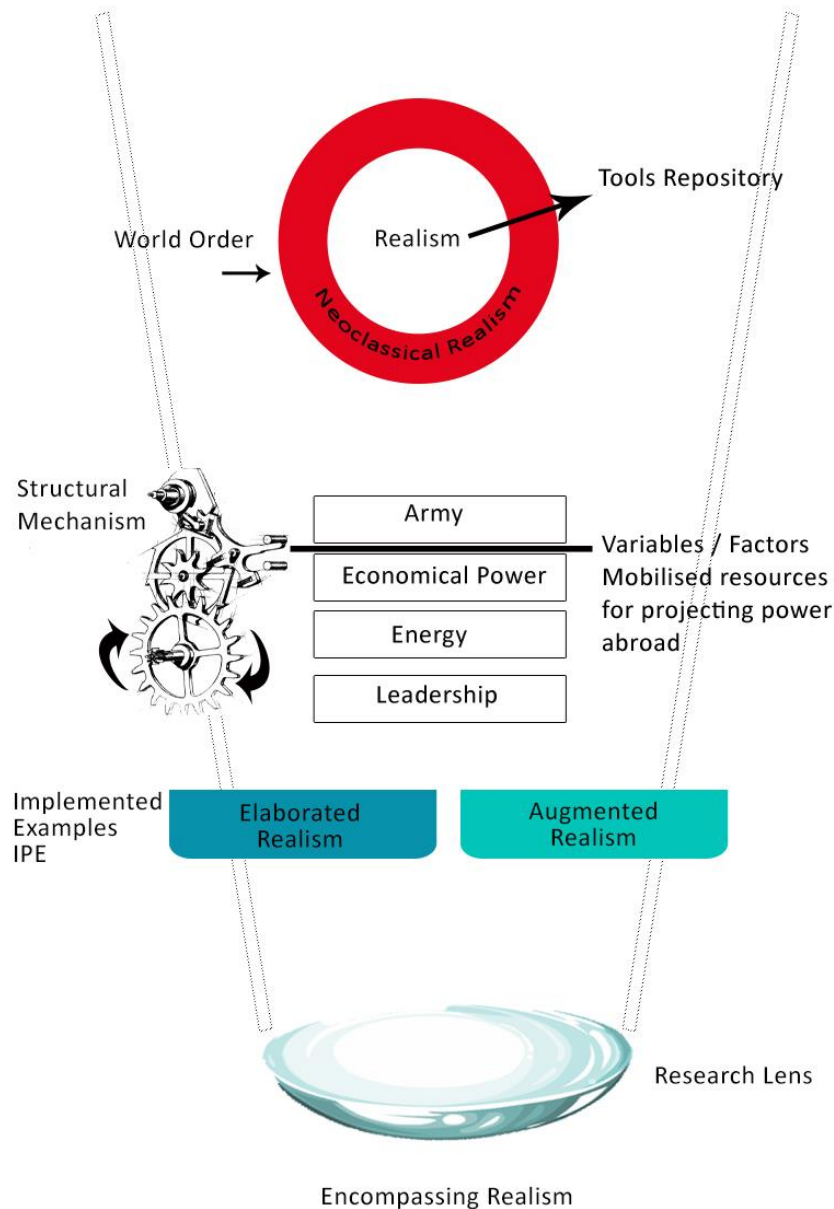 Tools Repository
World Order
Realism
Neoclassical Realism
Structural
Mechanism
Army
Economical Power
Energy
Leadership
Variables / Factors
Mobilised resources
for projecting power
abroad
Implemented
Examples
IPE
Elaborated
Realism
Augmented
Realism
Research Lens
Encompassing Realism